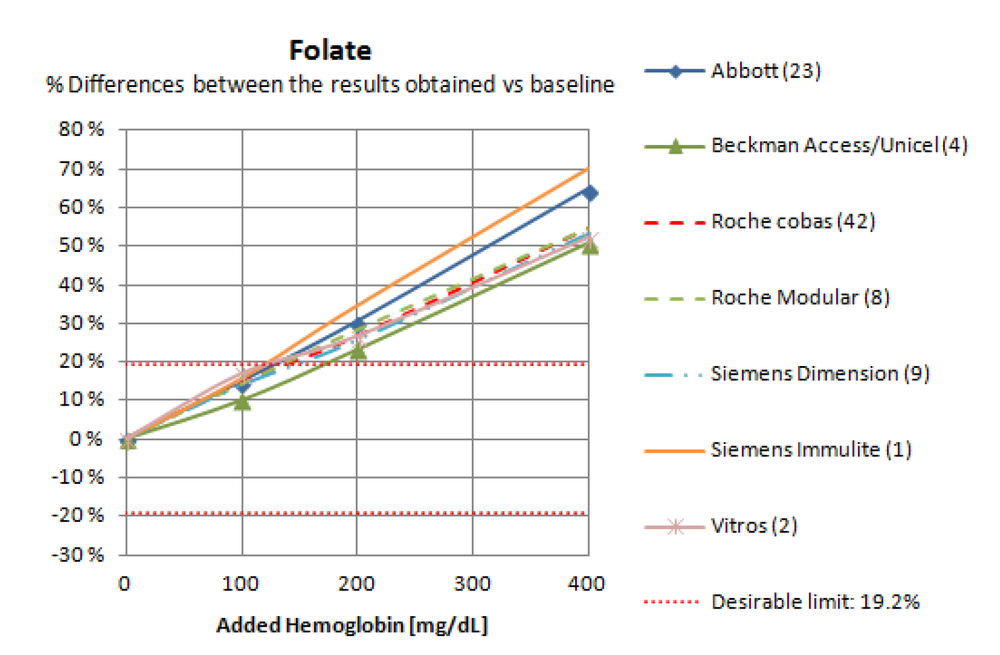 Folate
% Differences between the results obtained vs baseline
80 %
70 %
60 %
50 %
40 %
30 %
20 %
10 %
0 %
-10 %
-20 %
-30 %
0 100 200 300 400
Added Hemoglobin [mg/dL]
Abbott (23)
Beckman Access/Unicel (4)
Roche cobas (42)
Roche Modular (8)
Siemens Dimension (9)
Siemens Immulite (1)
Vitros (2)
Desirable limit: 19.2%